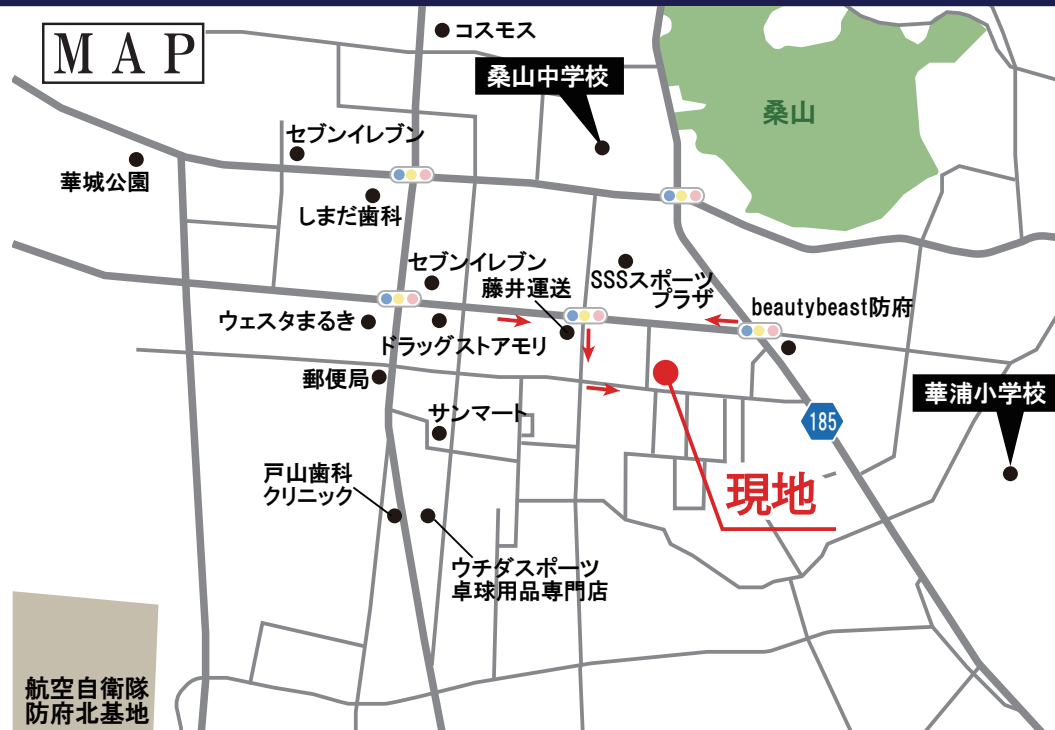 MAP
コスモス
桑山中学校
桑山
セブンイレブン
華城公園
しまだ歯科
セブンイレブン
藤井運送
SSSスポーツ
プラザ
beautybeast防府
ウェスタまるき
ドラッグストアモリ
郵便局
華浦小学校
サンマート
185
戸山歯科
クリニック
現地
ウチダスポーツ
卓球用品専門店
航空自衛隊
防府北基地